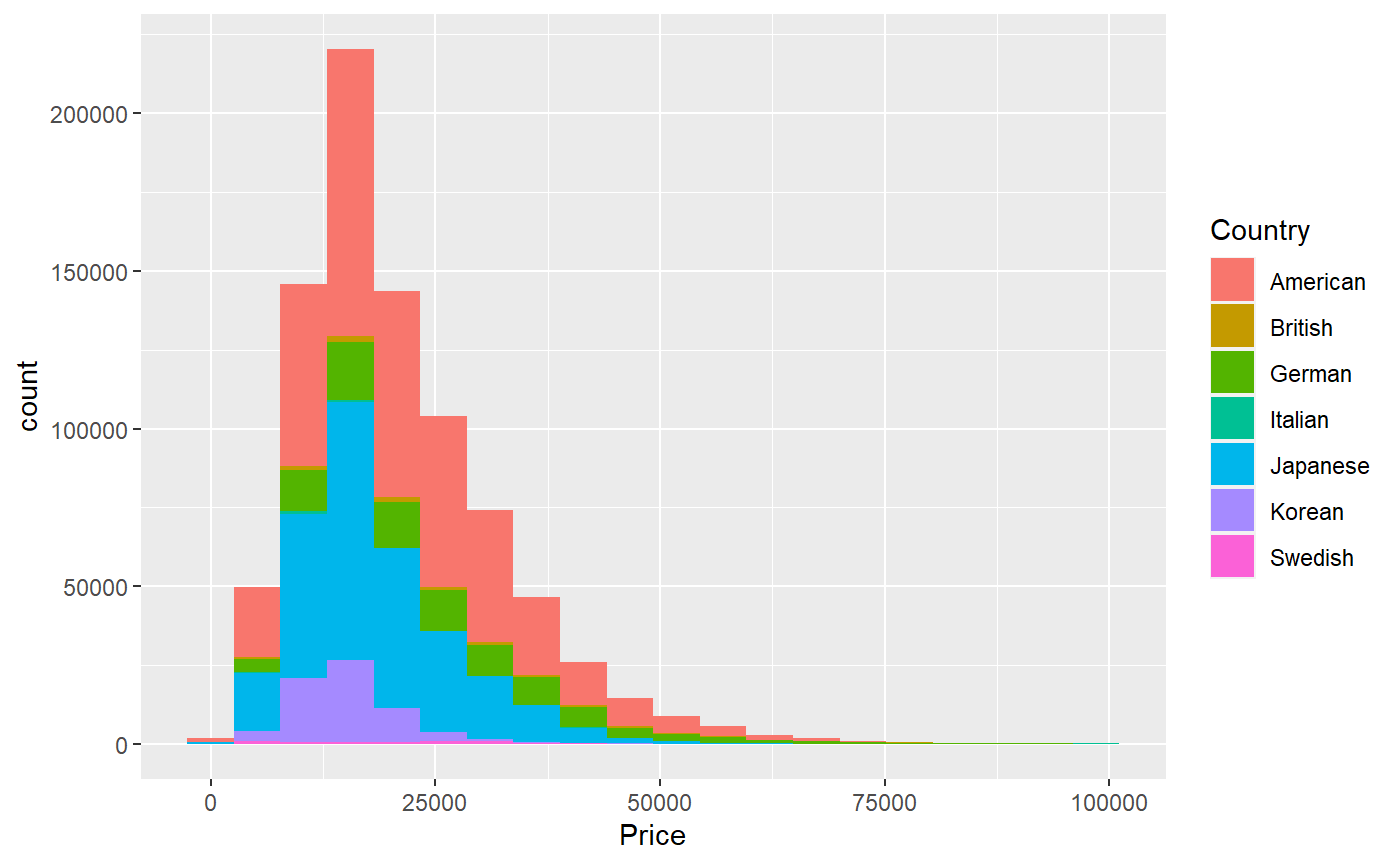 count
200000
150000
100000
50000
0
0 25000 50000 75000 100000
Price
Country
American
British
German
Italian
Japanese
Korean
Swedish